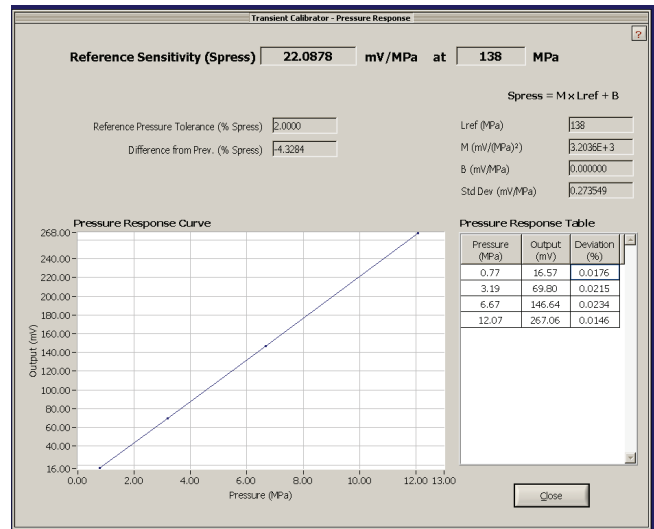 Transient Calibrator - Pressure Response
?
Reference Sensitivity (Spress) 22.0878 mV/MPa at 138 MPa
Spress = M x Lref + B
Reference Pressure Tolerance (% Spress) 2.0000
Difference from Prev. (% Spress) -4.3284
Lref (MPa) 138
M (mV/(MPa)²) 3.2036E+3
B (mV/MPa) 0.000000
Std Dev (mV/MPa) 0.273549
Pressure Response Curve
268.00
240.00
220.00
200.00
180.00
160.00
140.00
120.00
100.00
80.00
60.00
40.00
16.00
Output (mV)
0.00 2.00 4.00 6.00 8.00 10.00 12.00 13.00
Pressure (MPa)
Pressure Response Table
Pressure (MPa) Output (mV) Deviation (%)
0.77 16.57 0.0176
3.19 69.80 0.0215
6.67 146.64 0.0234
12.07 267.06 0.0146
Close